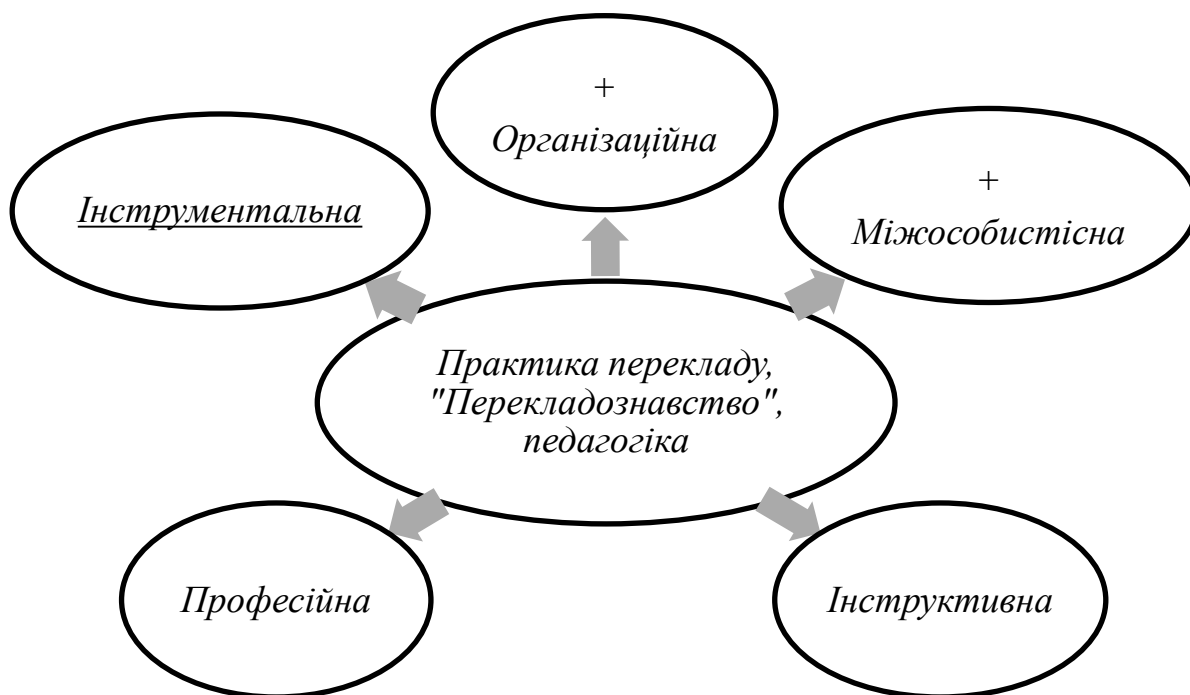 +
Організаційна
Інструментальна
+
Міжособистісна
Практика перекладу,
"Перекладознавство",
педагогіка
Професійна
Інструктивна